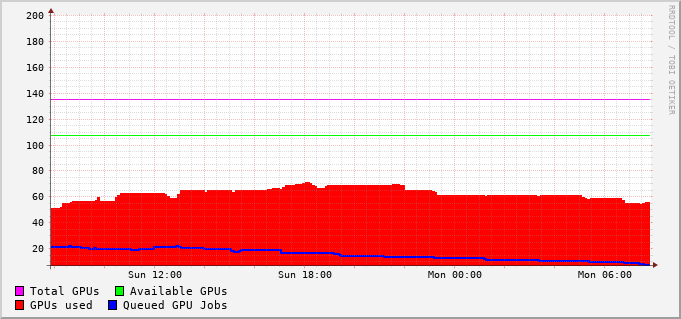 200
180
160
140
120
100
80
60
40
20
Sun 12:00 Sun 18:00 Mon 00:00 Mon 06:00
Total GPUs Available GPUs
GPUs used Queued GPU Jobs
RRDTOOL / TOBI OETIKER